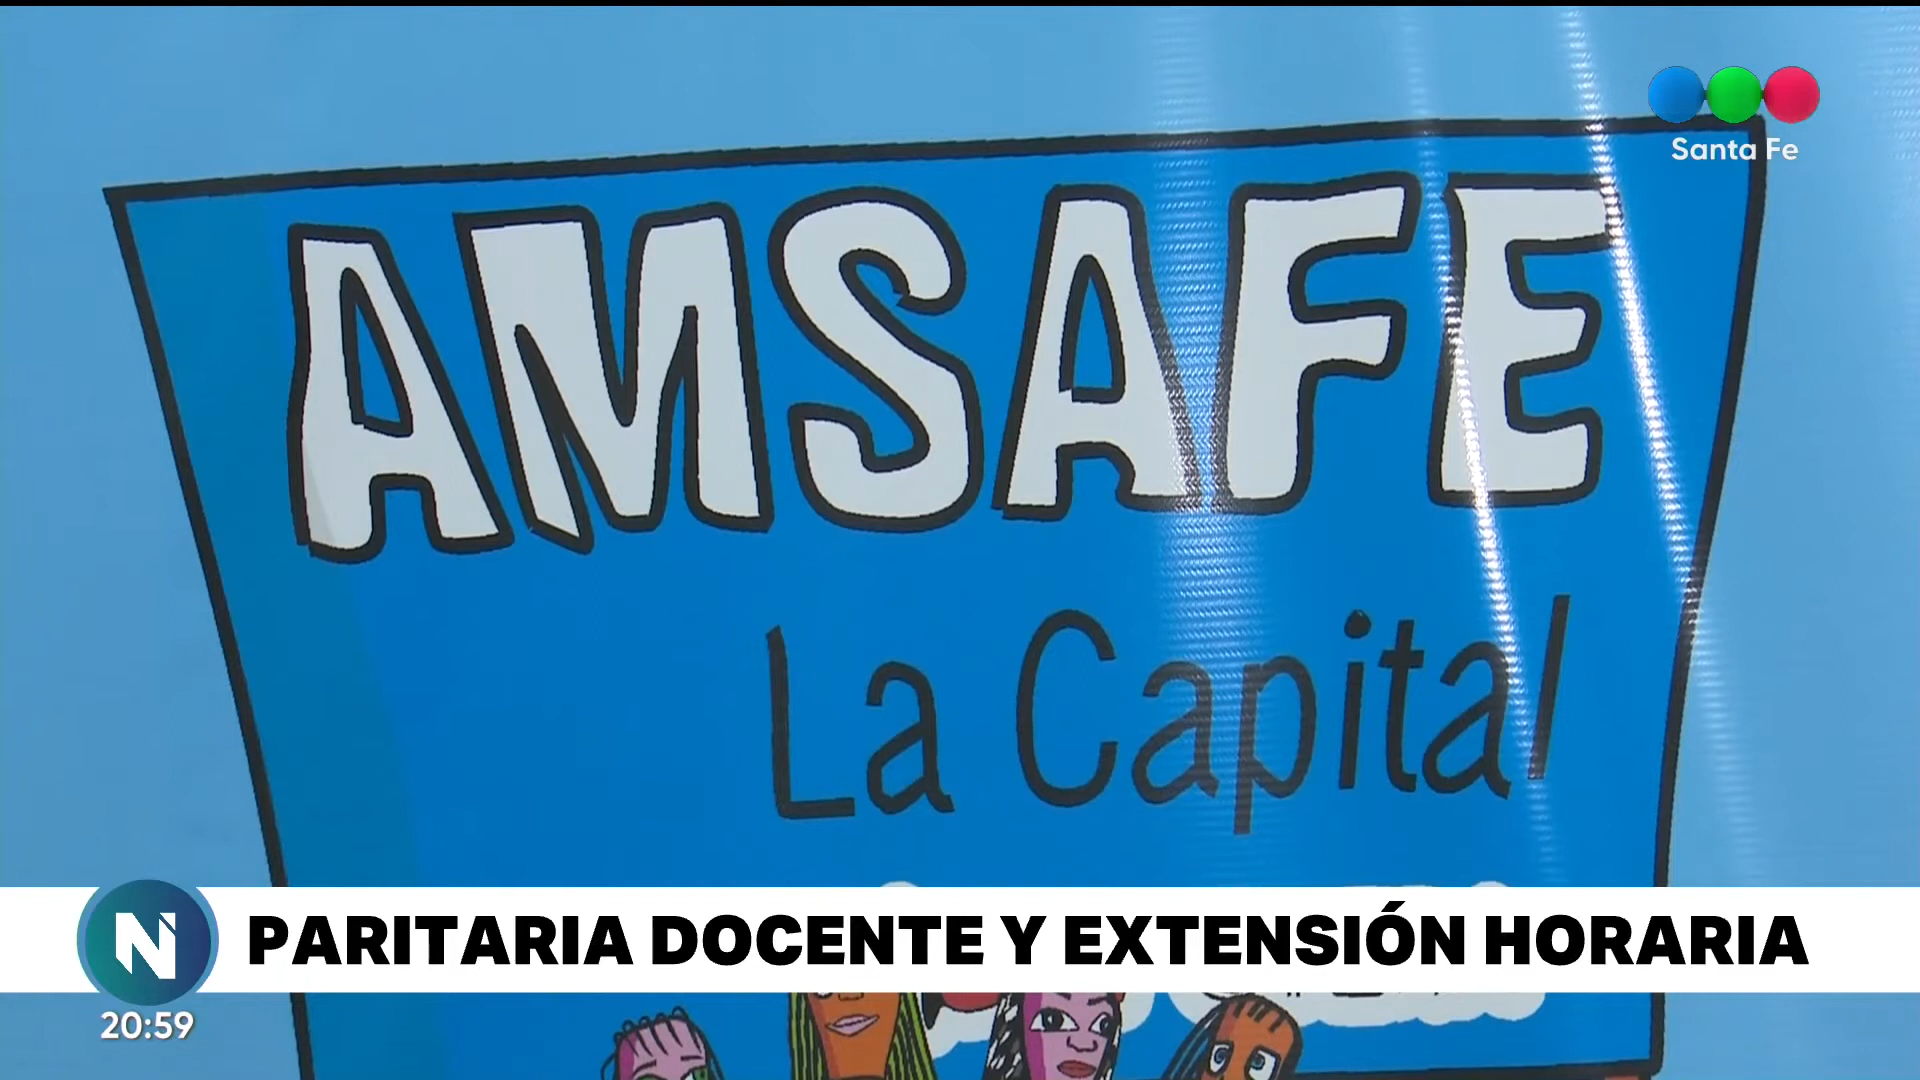 Santa Fe
AMSAFE
La Capital
N
PARITARIA DOCENTE Y EXTENSIÓN HORARIA
20:59